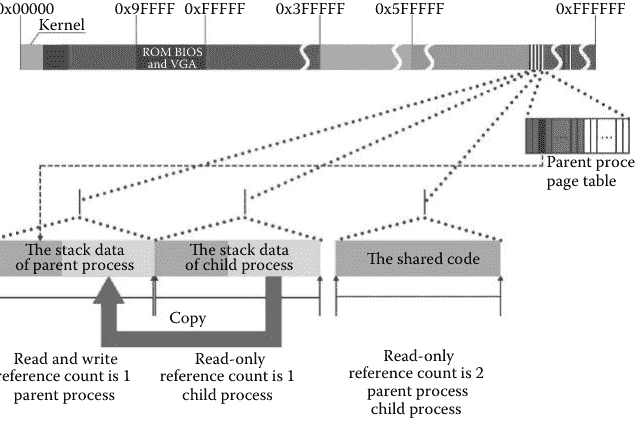 0x00000 0x9FFFF 0xFFFFF 0x3FFFFF 0x5FFFFF 0xFFFFFF
Kernel
ROM BIOS
and VGA
...
Parent proce
page table
The stack data
of parent process
The stack data
of child process
The shared code
Copy
Read and write
reference count is 1
parent process
Read-only
reference count is 1
child process
Read-only
reference count is 2
parent process
child process